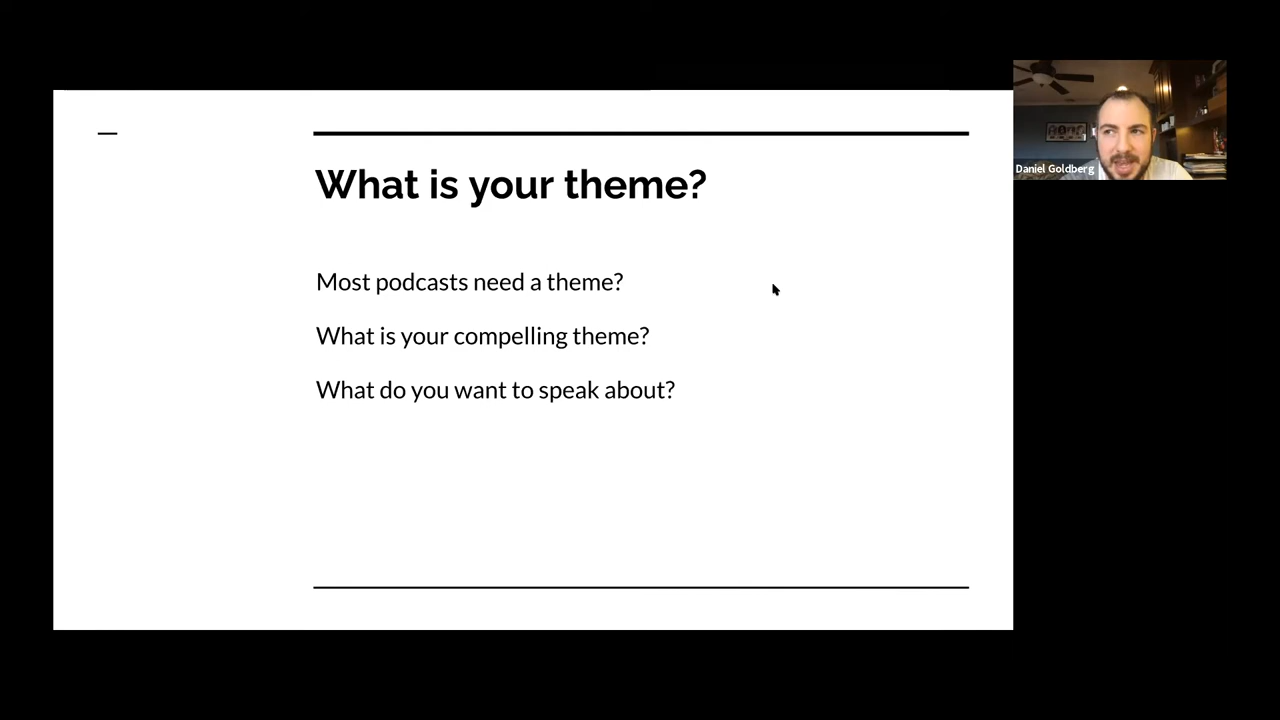 What is your theme?
Most podcasts need a theme?
What is your compelling theme?
What do you want to speak about?
Daniel Goldberg